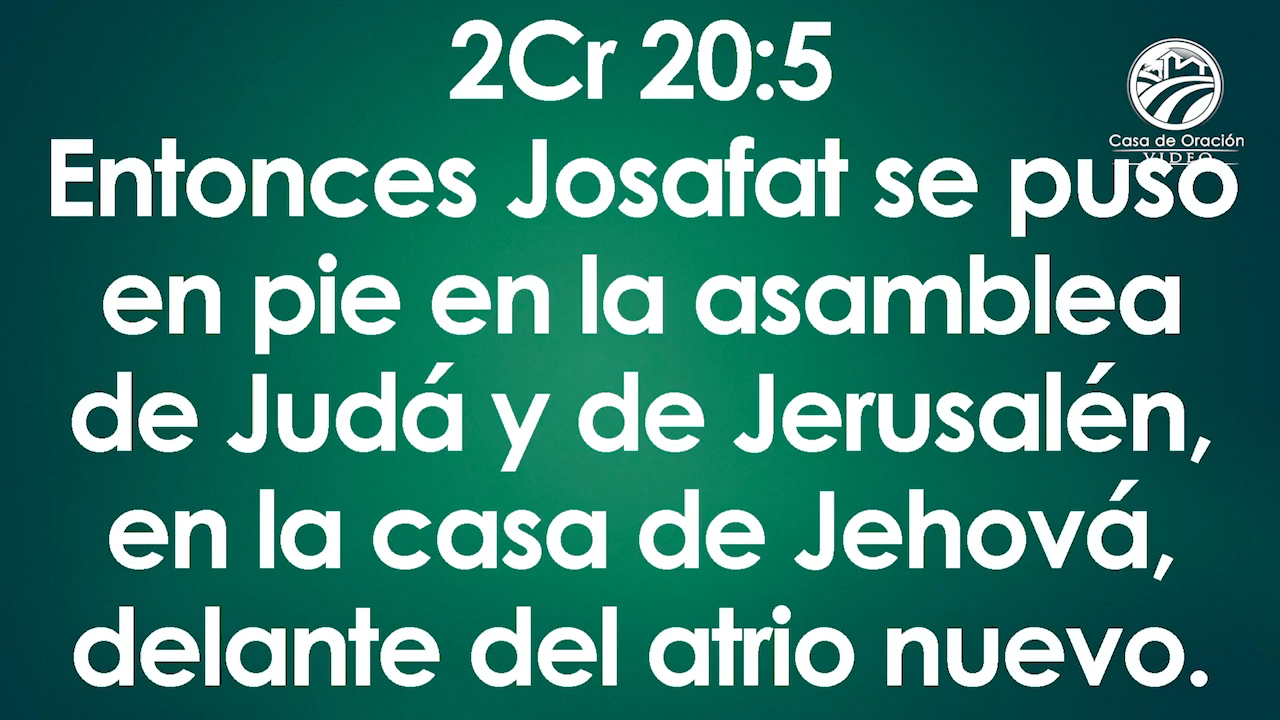 2Cr 20:5
Casa de Oración
VIDEO
Entonces Josafat se puso
en pie en la asamblea
de Judá y de Jerusalén,
en la casa de Jehová,
delante del atrio nuevo.